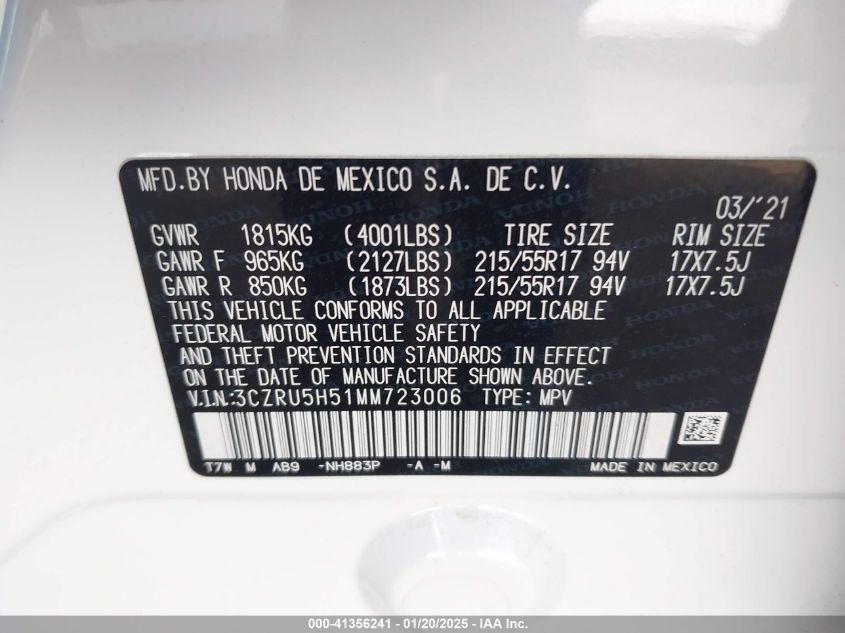 MFD.BY HONDA DE MEXICO S.A. DE C.V.
03/'21
GVWR 1815KG (4001LBS) TIRE SIZE RIM SIZE
GAWR F 965KG (2127LBS) 215/55R17 94V 17X7.5J
GAWR R 850KG (1873LBS) 215/55R17 94V 17X7.5J
THIS VEHICLE CONFORMS TO ALL APPLICABLE
FEDERAL MOTOR VEHICLE SAFETY
AND THEFT PREVENTION STANDARDS IN EFFECT
ON THE DATE OF MANUFACTURE SHOWN ABOVE.
V.I.N.:3CZRU5H51MM723006 TYPE: MPV
T7W M AB9 -NH883P -A -M MADE IN MEXICO
000-41356241 - 01/20/2025 - IAA Inc.